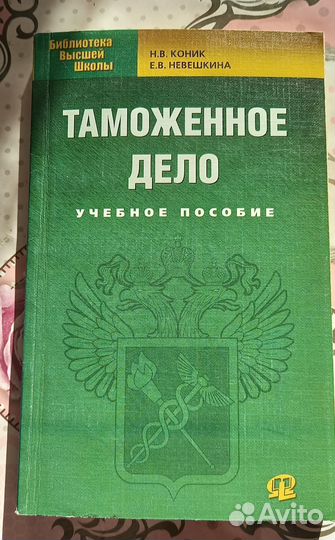 Библиотека
Высшей
Школы
Н.В. КОНИК
Е.В. НЕВЕШКИНА
ТАМОЖЕННОЕ
ДЕЛО
УЧЕБНОЕ ПОСОБИЕ
Avito